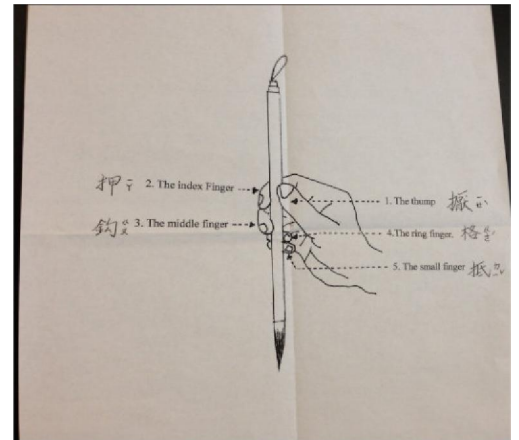 押 2. The index Finger
1. The thump 擫
鈎 3. The middle finger
4.The ring finger. 格
5. The small finger 抵